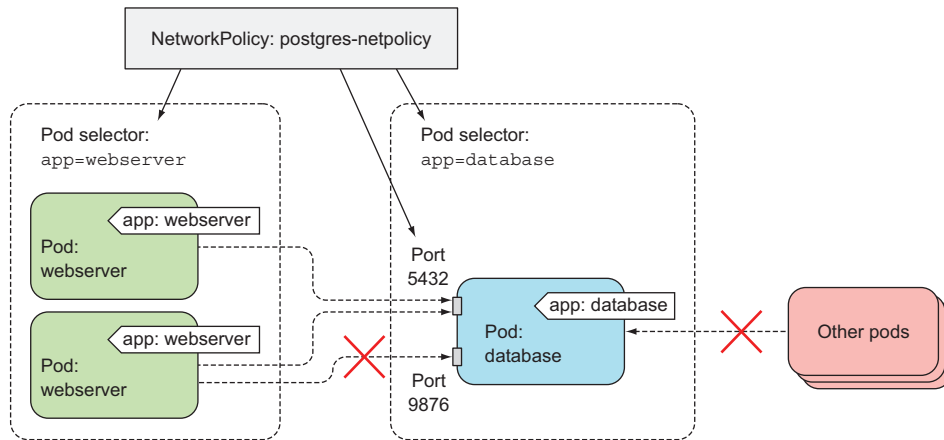 NetworkPolicy: postgres-netpolicy
Pod selector:
app=webserver
Pod selector:
app=database
app: webserver
Pod:
webserver
Port
5432
app: database
Pod:
database
Other pods
app: webserver
Pod:
webserver
Port
9876